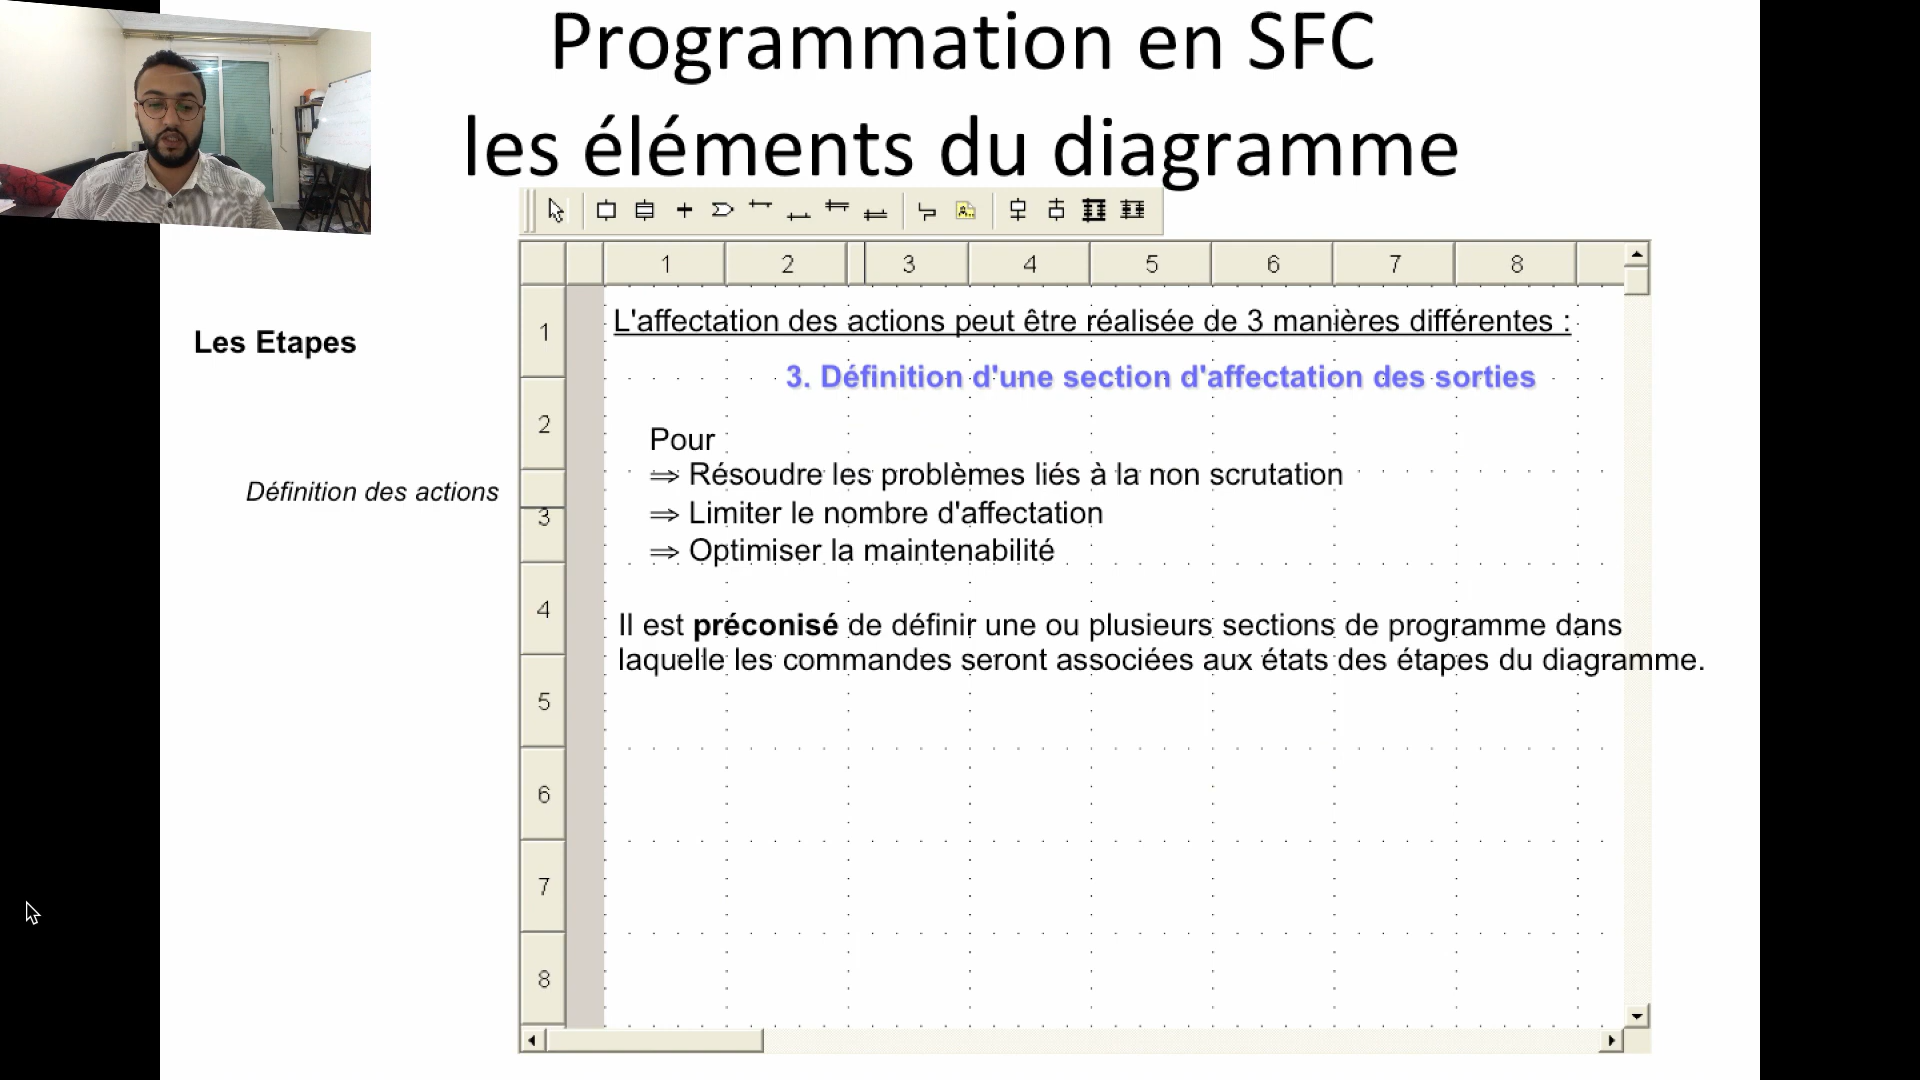 Programmation en SFC
les éléments du diagramme
1 2 3 4 5 6 7 8
1
2
3
4
5
6
7
8
Les Etapes
Définition des actions
L'affectation des actions peut être réalisée de 3 manières différentes :
3. Définition d'une section d'affectation des sorties
Pour
⇒ Résoudre les problèmes liés à la non scrutation
⇒ Limiter le nombre d'affectation
⇒ Optimiser la maintenabilité
Il est préconisé de définir une ou plusieurs sections de programme dans
laquelle les commandes seront associées aux états des étapes du diagramme.